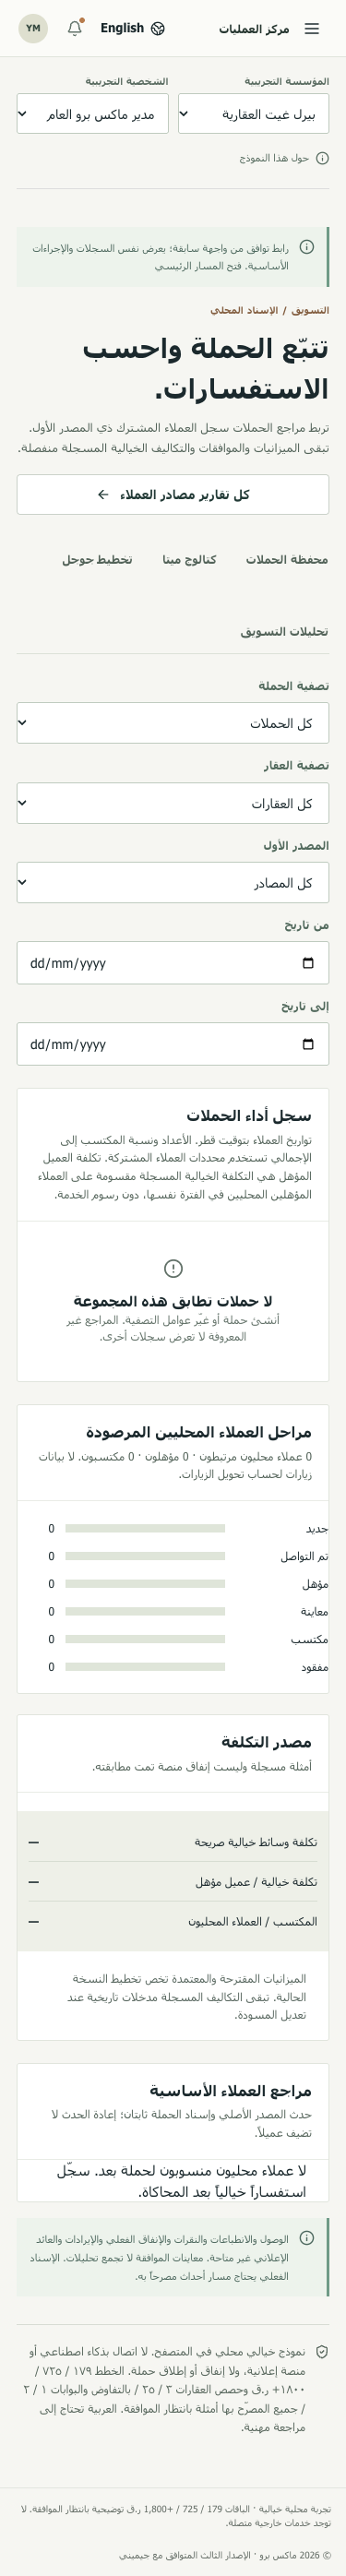 مركز العمليات
English
YM
المؤسسة التجريبية
الشخصية التجريبية
بيرل غيت العقارية
مدير ماكس برو العام
حول هذا النموذج
رابط توافق من واجهة سابقة؛ يعرض نفس السجلات والإجراءات
الأساسية. فتح المسار الرئيسي
التسويق / الإسناد المحلي
تتبّع الحملة واحسب
الاستفسارات.
تربط مراجع الحملات سجل العملاء المشترك ذي المصدر الأول.
تبقى الميزانيات والموافقات والتكاليف الخيالية المسجلة منفصلة.
كل تقارير مصادر العملاء ←
محفظة الحملات
كتالوج ميتا
تخطيط جوجل
تحليلات التسويق
تصفية الحملة
كل الحملات
تصفية العقار
كل العقارات
المصدر الأول
كل المصادر
من تاريخ
dd/mm/yyyy
إلى تاريخ
dd/mm/yyyy
سجل أداء الحملات
تواريخ العملاء بتوقيت قطر. الأعداد ونسبة المكتسب إلى
الإجمالي تستخدم محددات العملاء المشتركة. تكلفة العميل
المؤهل هي التكلفة الخيالية المسجلة مقسومة على العملاء
المؤهلين المحليين في الفترة نفسها، دون رسوم الخدمة.
لا حملات تطابق هذه المجموعة
أنشئ حملة أو غيّر عوامل التصفية. المراجع غير
المعروفة لا تعرض سجلات أخرى.
مراحل العملاء المحليين المرصودة
0 عملاء محليون مرتبطون · 0 مؤهلون · 0 مكتسبون. لا بيانات
زيارات لحساب تحويل الزيارات.
جديد 0
تم التواصل 0
مؤهل 0
معاينة 0
مكتسب 0
مفقود 0
مصدر التكلفة
أمثلة مسجلة وليست إنفاق منصة تمت مطابقته.
تكلفة وسائط خيالية صريحة —
تكلفة خيالية / عميل مؤهل —
المكتسب / العملاء المحليون —
الميزانيات المقترحة والمعتمدة تخص تخطيط النسخة
الحالية. تبقى التكاليف المسجلة مدخلات تاريخية عند
تعديل المسودة.
مراجع العملاء الأساسية
حدث المصدر الأصلي وإسناد الحملة ثابتان؛ إعادة الحدث لا
تضيف عميلاً.
لا عملاء محليون منسوبون لحملة بعد. سجّل
استفساراً خيالياً بعد المحاكاة.
الوصول والانطباعات والنقرات والإنفاق الفعلي والإيرادات والعائد
الإعلاني غير متاحة. معاينات الموافقة لا تجمع تحليلات. الإسناد
الفعلي يحتاج مسار أحداث مصرحاً به.
نموذج خيالي محلي في المتصفح. لا اتصال بذكاء اصطناعي أو
منصة إعلانية، ولا إنفاق أو إطلاق حملة. الخطط ١٧٩ / ٧٢٥ /
١٨٠٠+ ر.ق وحصص العقارات ٣ / ٢٥ / بالتفاوض والبوابات ١ / ٢
/ جميع المصرّح بها أمثلة بانتظار الموافقة. العربية تحتاج إلى
مراجعة مهنية.
تجربة محلية خيالية · الباقات 179 / 725 / +1,800 ر.ق توضيحية بانتظار الموافقة. لا
توجد خدمات خارجية متصلة.
© 2026 ماكس برو · الإصدار الثالث المتوافق مع جيميني